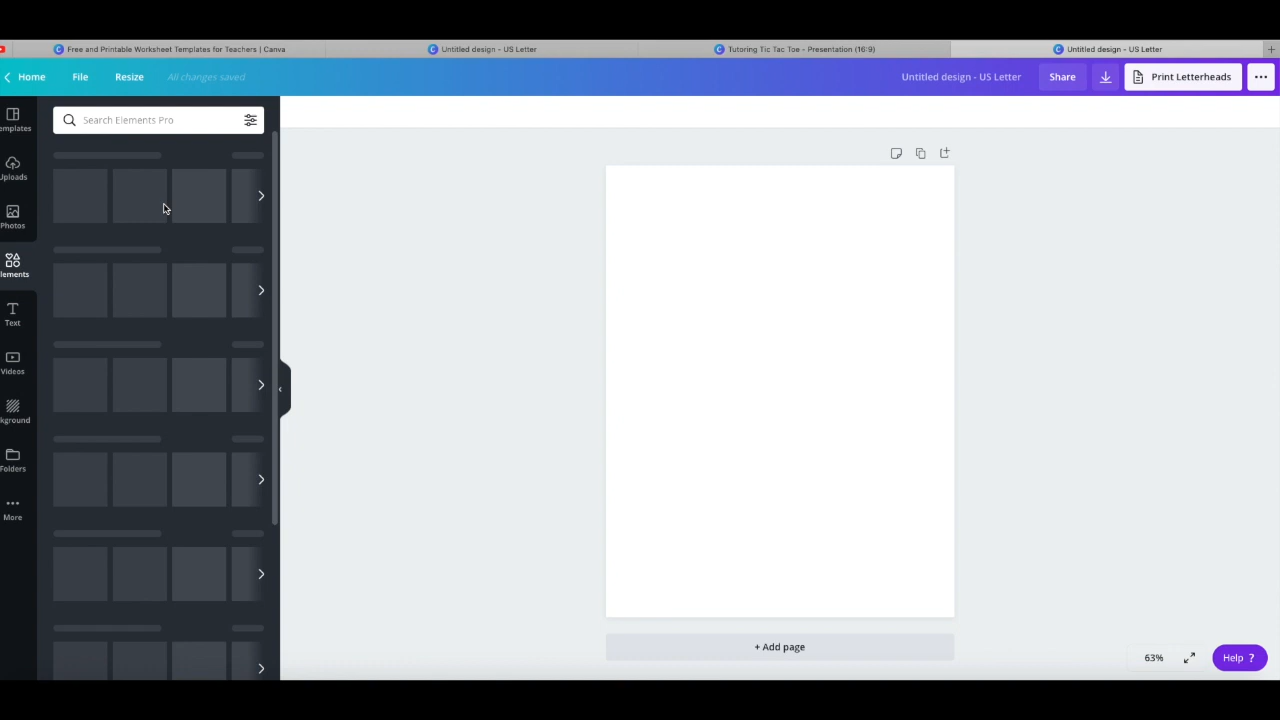 Free and Printable Worksheet Templates for Teachers | Canva
Untitled design - US Letter
Tutoring Tic Tac Toe - Presentation (16:9)
Untitled design - US Letter
Home
File
Resize
All changes saved
Untitled design - US Letter
Share
Print Letterheads
Search Elements Pro
emplates
Uploads
Photos
lements
Text
Videos
kground
Folders
More
+ Add page
63%
Help ?